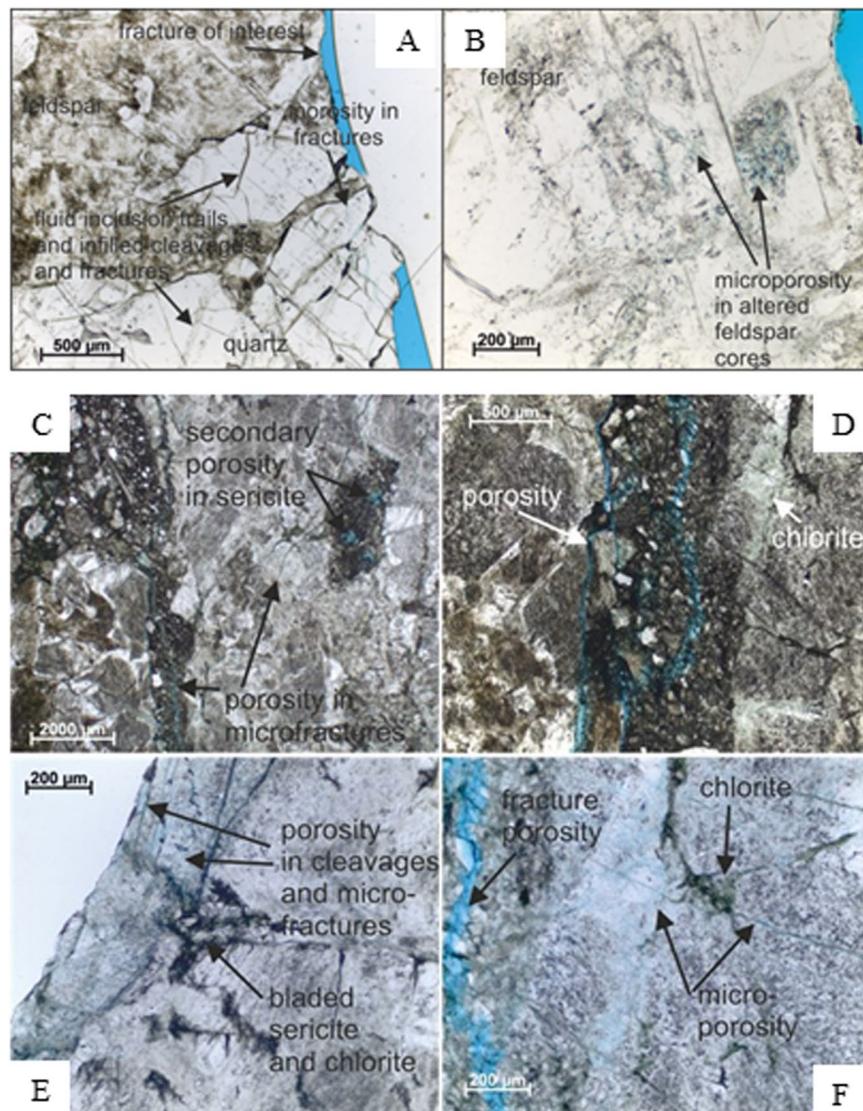 A
fracture of interest
feldspar
porosity in
fractures
fluid inclusion trails
and infilled cleavages
and fractures
quartz
500 µm
B
feldspar
microporosity
in altered
feldspar
cores
200 µm
C
secondary
porosity
in sericite
porosity in
microfractures
2000 µm
500 µm
D
porosity
chlorite
200 µm
porosity
in cleavages
and micro-
fractures
bladed
sericite
and chlorite
E
fracture
porosity
chlorite
micro-
porosity
200 µm
F